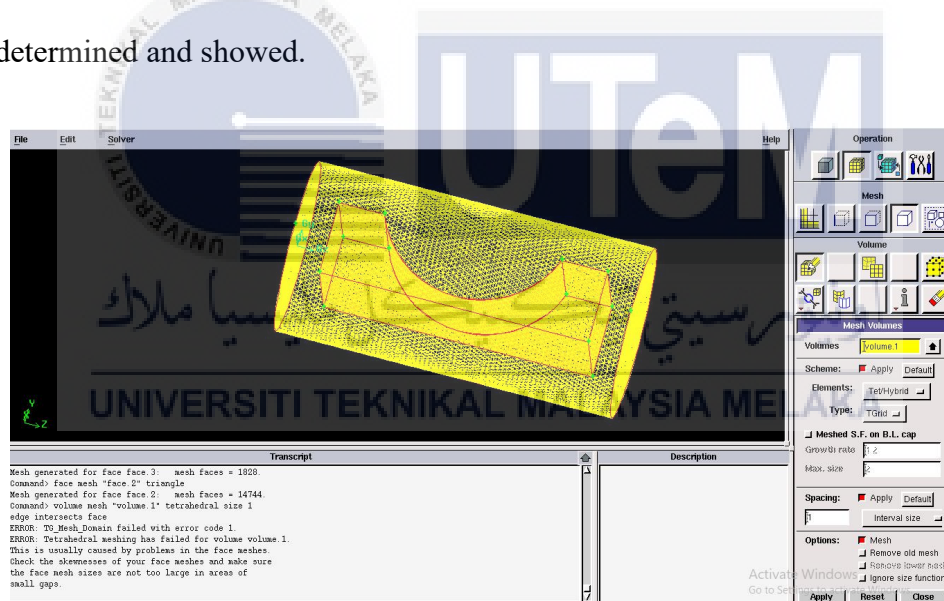 determined and showed.
UTeM
UNIVERSITI TEKNIKAL MALAYSIA MELAKA
File Edit Solver Help
Operation
Mesh
Volume
Mesh Volumes
Volumes volume.1
Scheme: Apply Default
Elements: Tet/Hybrid
Type: TGrid
Meshed S.F. on B.L. cap
Growth rate 1.2
Max. size 2
Spacing: Apply Default
1 Interval size
Options: Mesh
Remove old mesh
Remove lower mesh
Ignore size function
Apply Reset Close
Y
Z
Transcript
Description
Mesh generated for face face.3: mesh faces = 1828.
Command> face mesh "face.2" triangle
Mesh generated for face face.2: mesh faces = 14744.
Command> volume mesh "volume.1" tetrahedral size 1
edge intersects face
ERROR: TG_Mesh_Domain failed with error code 1.
ERROR: Tetrahedral meshing has failed for volume volume.1.
This is usually caused by problems in the face meshes.
Check the skewnesses of your face meshes and make sure
the face mesh sizes are not too large in areas of
small gaps.
Activate Windows